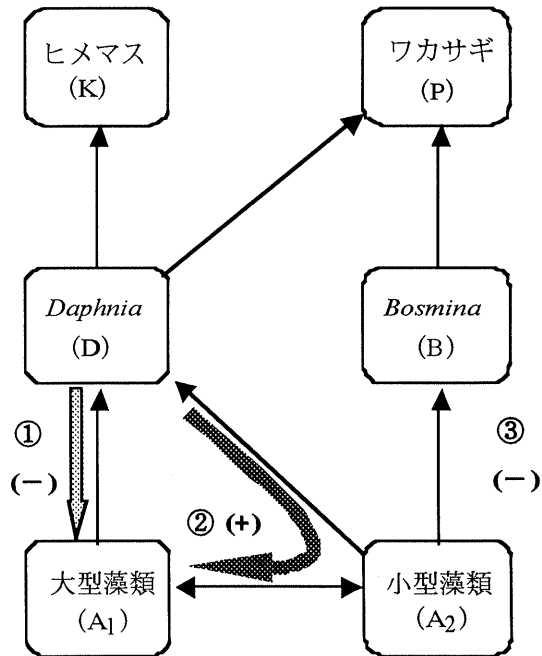 ヒメマス
(K)
ワカサギ
(P)
Daphnia
(D)
Bosmina
(B)
①
(−)
② (+)
③
(−)
大型藻類
(A1)
小型藻類
(A2)